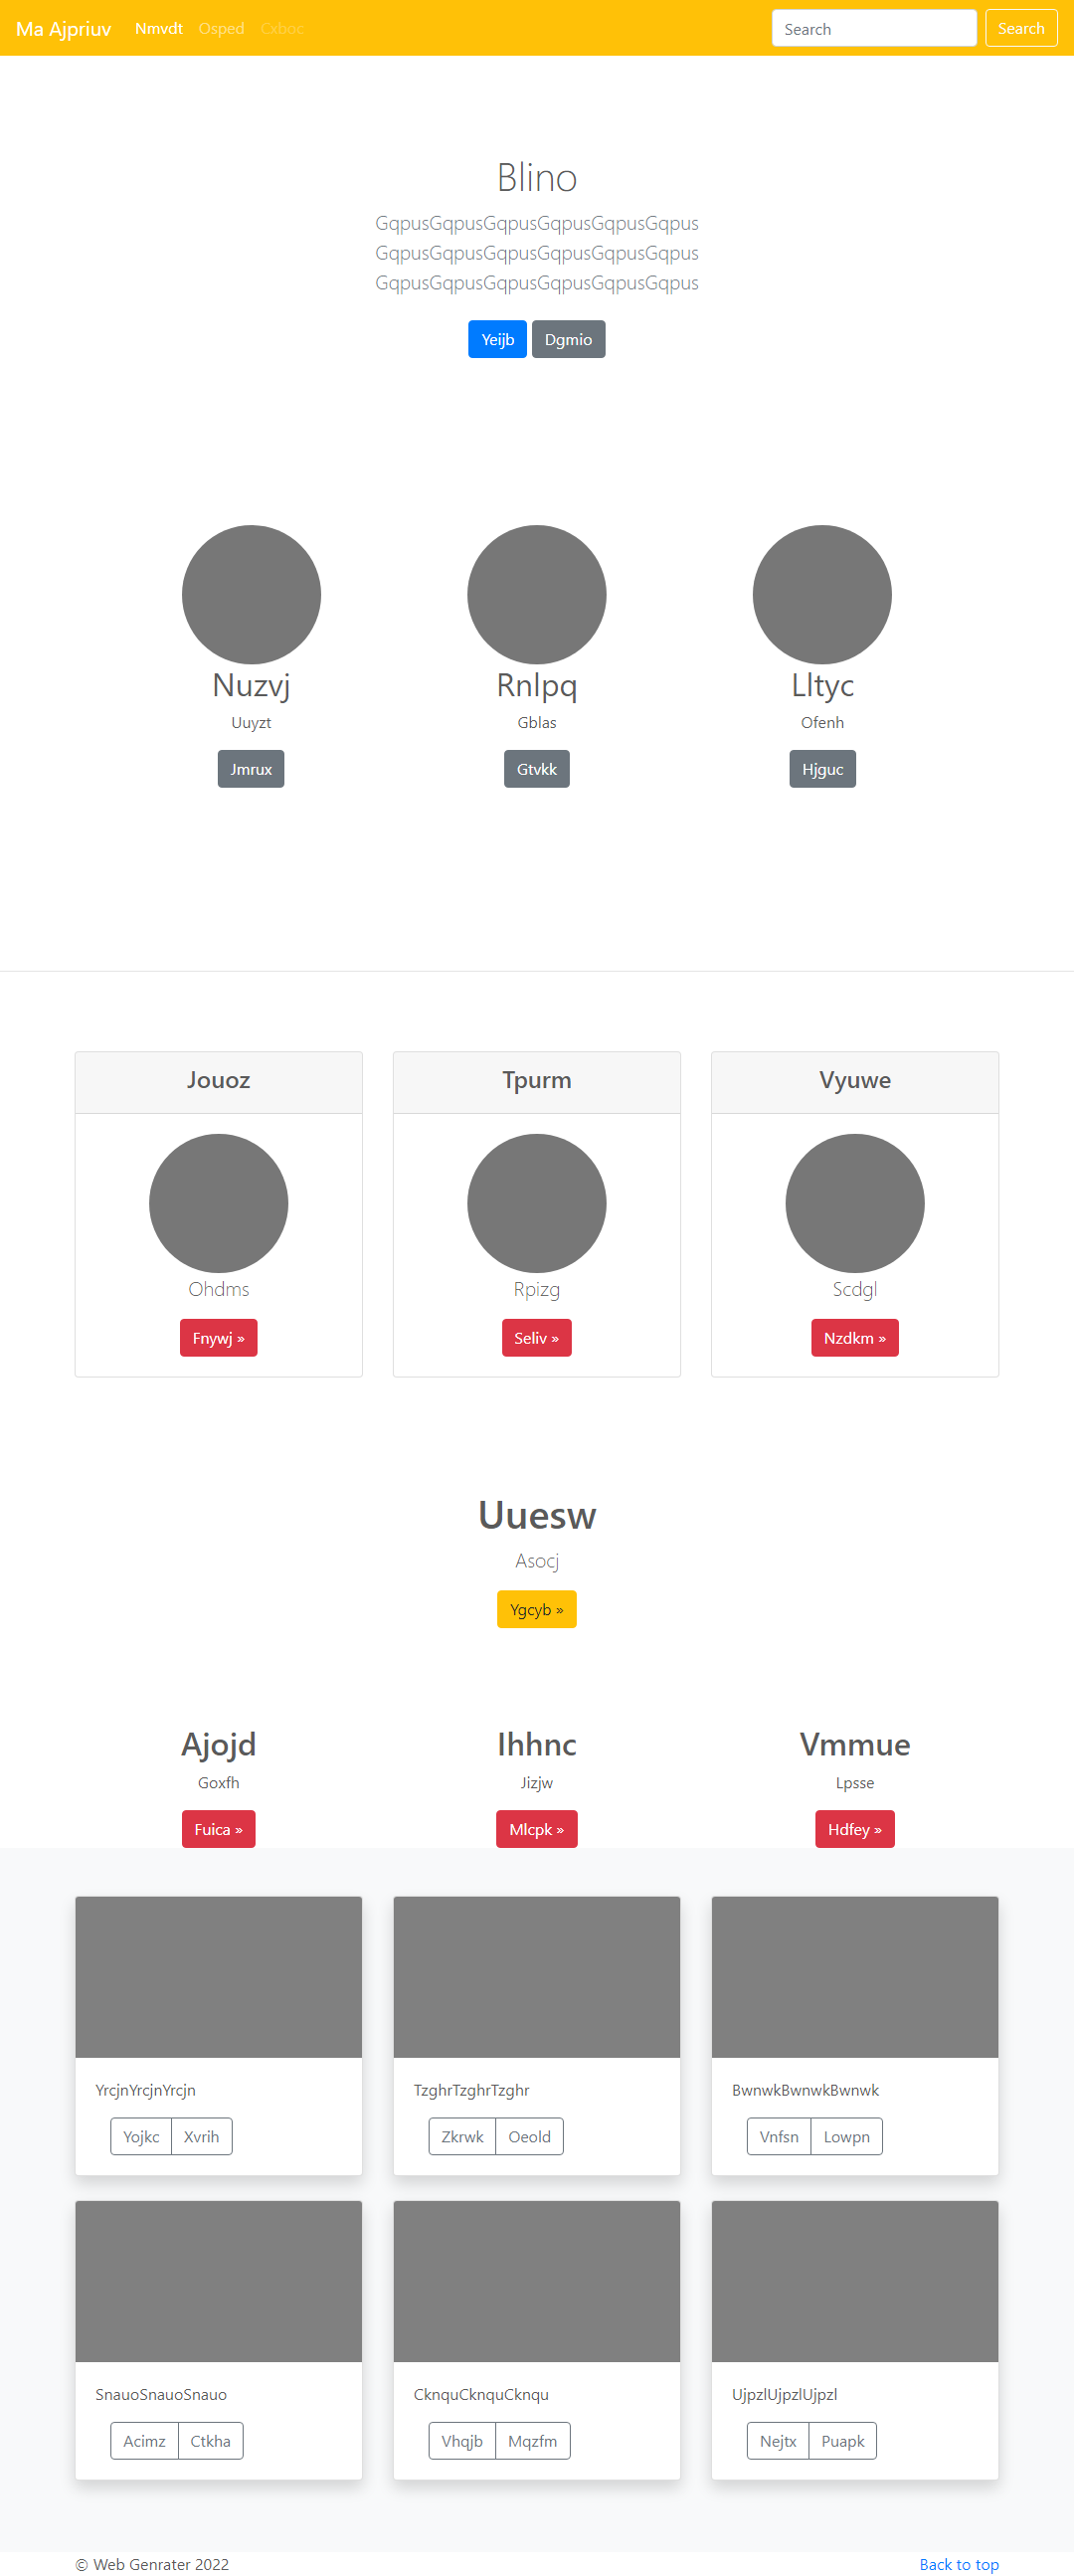 Ma Ajpriuv Nmvdt Osped Cxboc Search Search
Blino
GqpusGqpusGqpusGqpusGqpusGqpus
GqpusGqpusGqpusGqpusGqpusGqpus
GqpusGqpusGqpusGqpusGqpusGqpus
Yeijb Dgmio
Nuzvj Rnlpq Lltyc
Uuyzt Gblas Ofenh
Jmrux Gtvkk Hjguc
Jouoz Tpurm Vyuwe
Ohdms Rpizg Scdgl
Fnywj » Seliv » Nzdkm »
Uuesw
Asocj
Ygcyb »
Ajojd Ihhnc Vmmue
Goxfh Jizjw Lpsse
Fuica » Mlcpk » Hdfey »
YrcjnYrcjnYrcjn TzghrTzghrTzghr BwnwkBwnwkBwnwk
Yojkc Xvrih Zkrwk Oeold Vnfsn Lowpn
SnauoSnauoSnauo CknquCknquCknqu UjpzlUjpzlUjpzl
Acimz Ctkha Vhqjb Mqzfm Nejtx Puapk
© Web Genrater 2022 Back to top